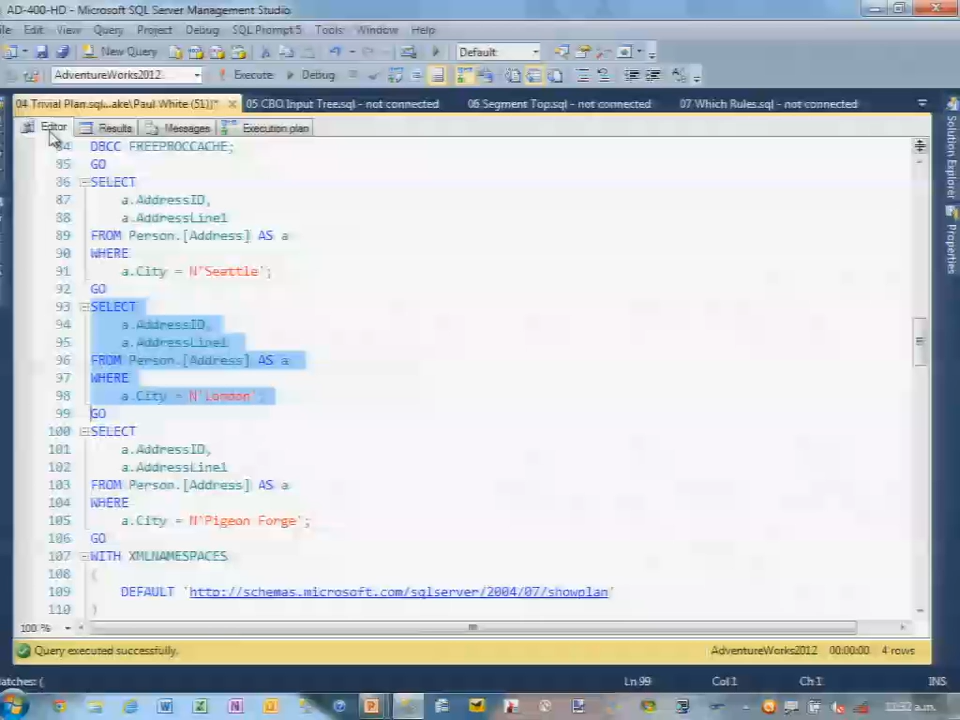 AD-400-HD - Microsoft SQL Server Management Studio
File Edit View Query Project Debug SQL Prompt 5 Tools Window Help
New Query
Default
AdventureWorks2012
Execute
Debug
04 Trivial Plan.sql...ake\Paul White (51))*
05 CBO Input Tree.sql - not connected
06 Segment Top.sql - not connected
07 Which Rules.sql - not connected
Editor
Results
Messages
Execution plan
Solution Explorer
Properties
84 DBCC FREEPROCCACHE;
85 GO
86 SELECT
87 a.AddressID,
88 a.AddressLine1
89 FROM Person.[Address] AS a
90 WHERE
91 a.City = N'Seattle';
92 GO
93 SELECT
94 a.AddressID,
95 a.AddressLine1
96 FROM Person.[Address] AS a
97 WHERE
98 a.City = N'London';
99 GO
100 SELECT
101 a.AddressID,
102 a.AddressLine1
103 FROM Person.[Address] AS a
104 WHERE
105 a.City = N'Pigeon Forge';
106 GO
107 WITH XMLNAMESPACES
108 (
109 DEFAULT 'http://schemas.microsoft.com/sqlserver/2004/07/showplan'
110 )
100 %
Query executed successfully.
AdventureWorks2012
00:00:00
4 rows
atches: (
Ln 99
Col 1
Ch 1
INS
11:32 a.m.